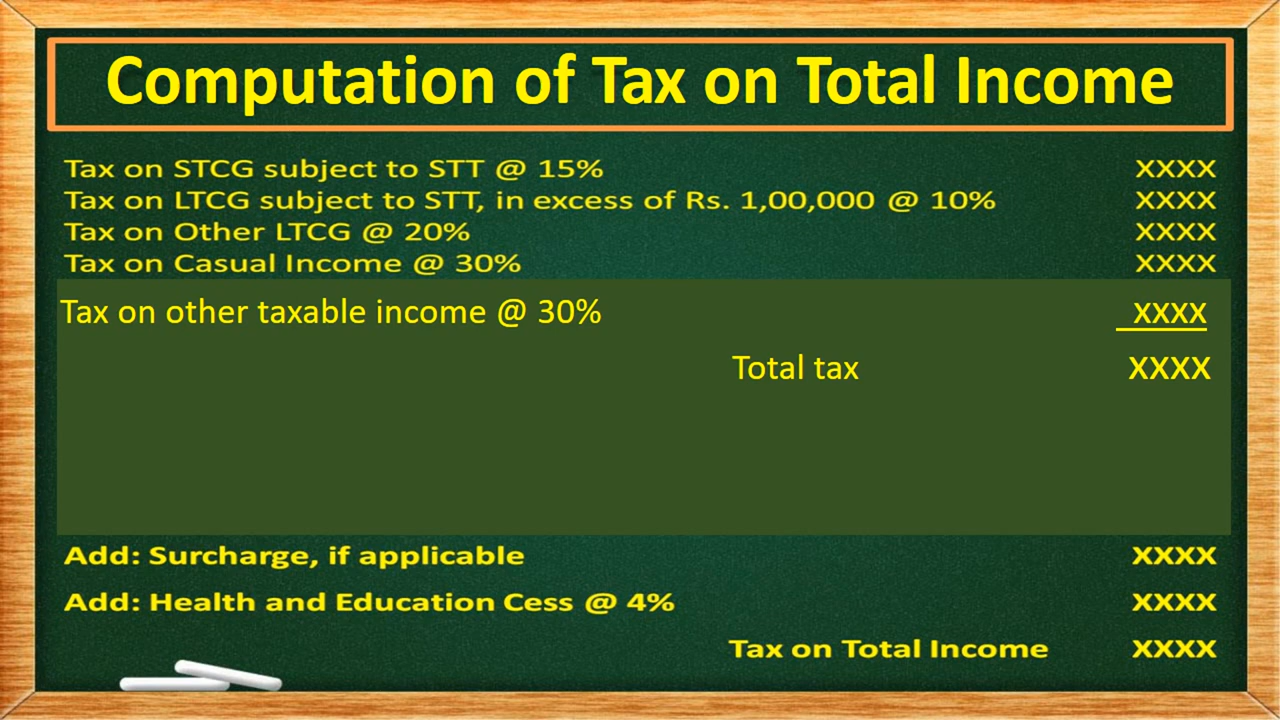 Computation of Tax on Total Income
Tax on STCG subject to STT @ 15% XXXX
Tax on LTCG subject to STT, in excess of Rs. 1,00,000 @ 10% XXXX
Tax on Other LTCG @ 20% XXXX
Tax on Casual Income @ 30% XXXX
Tax on other taxable income @ 30% XXXX
Total tax XXXX
Add: Surcharge, if applicable XXXX
Add: Health and Education Cess @ 4% XXXX
Tax on Total Income XXXX